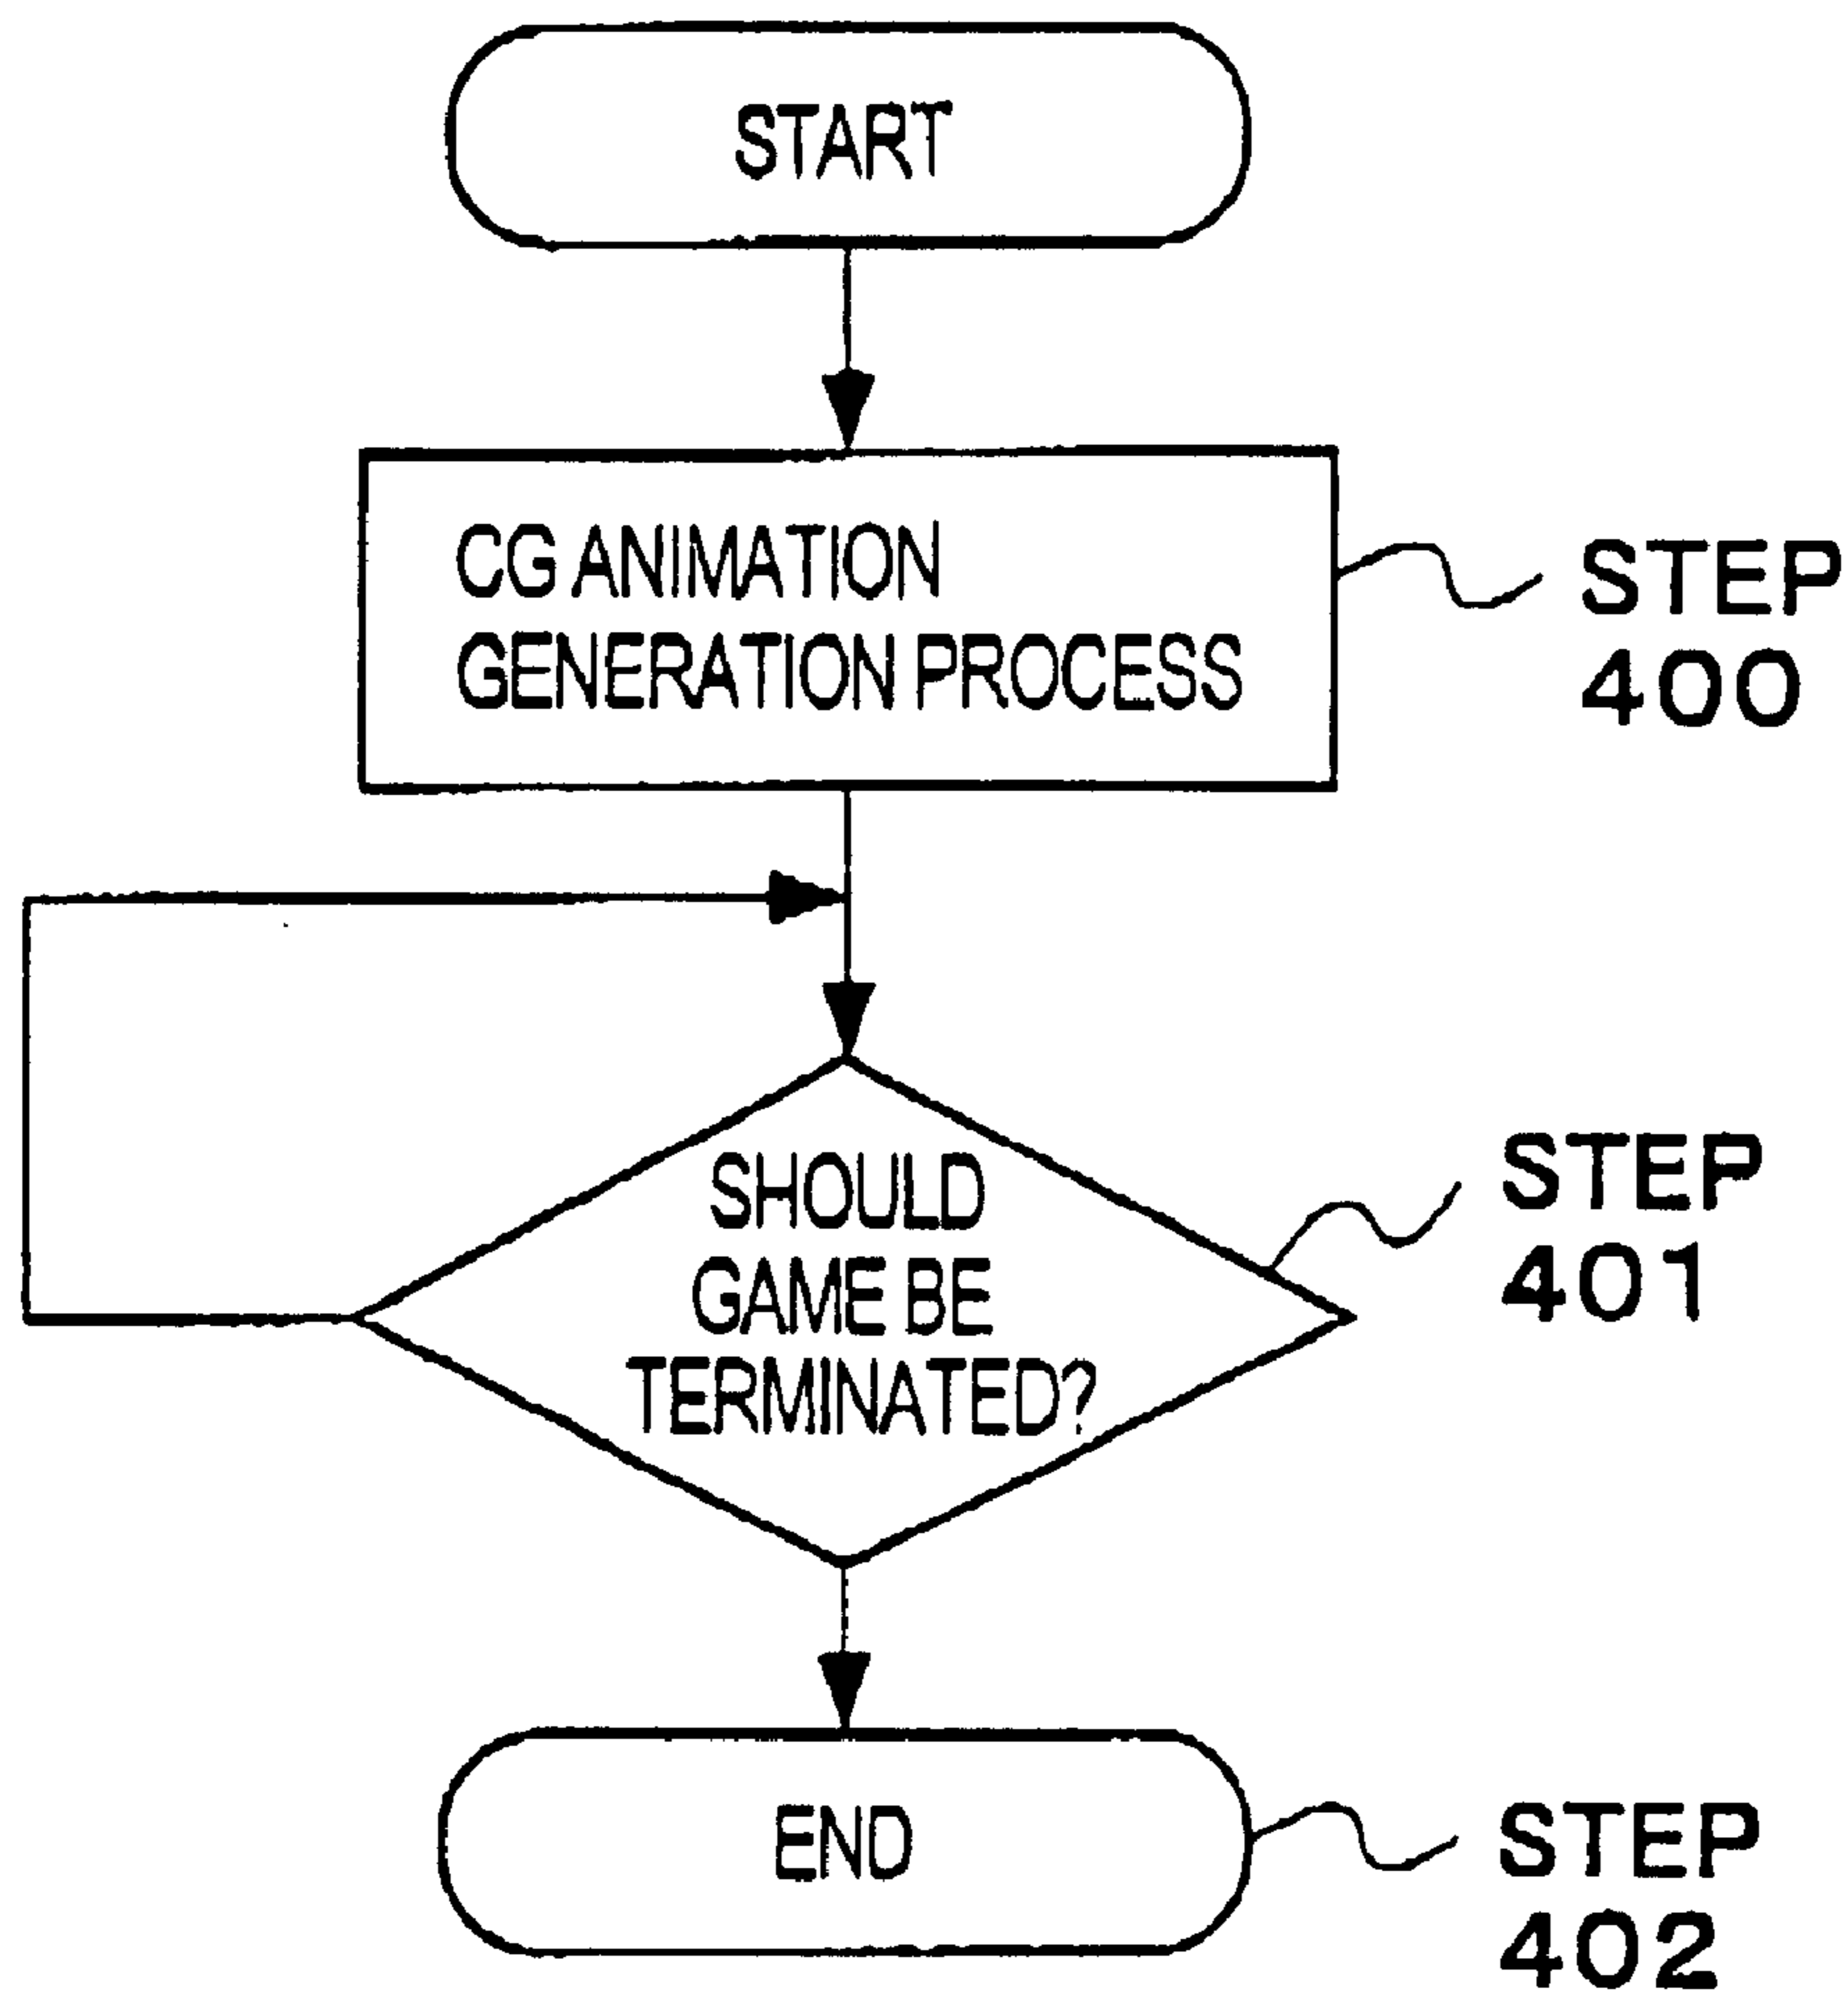 START
CG ANIMATION
GENERATION PROCESS
STEP
400
SHOULD
GAME BE
TERMINATED?
STEP
401
END
STEP
402